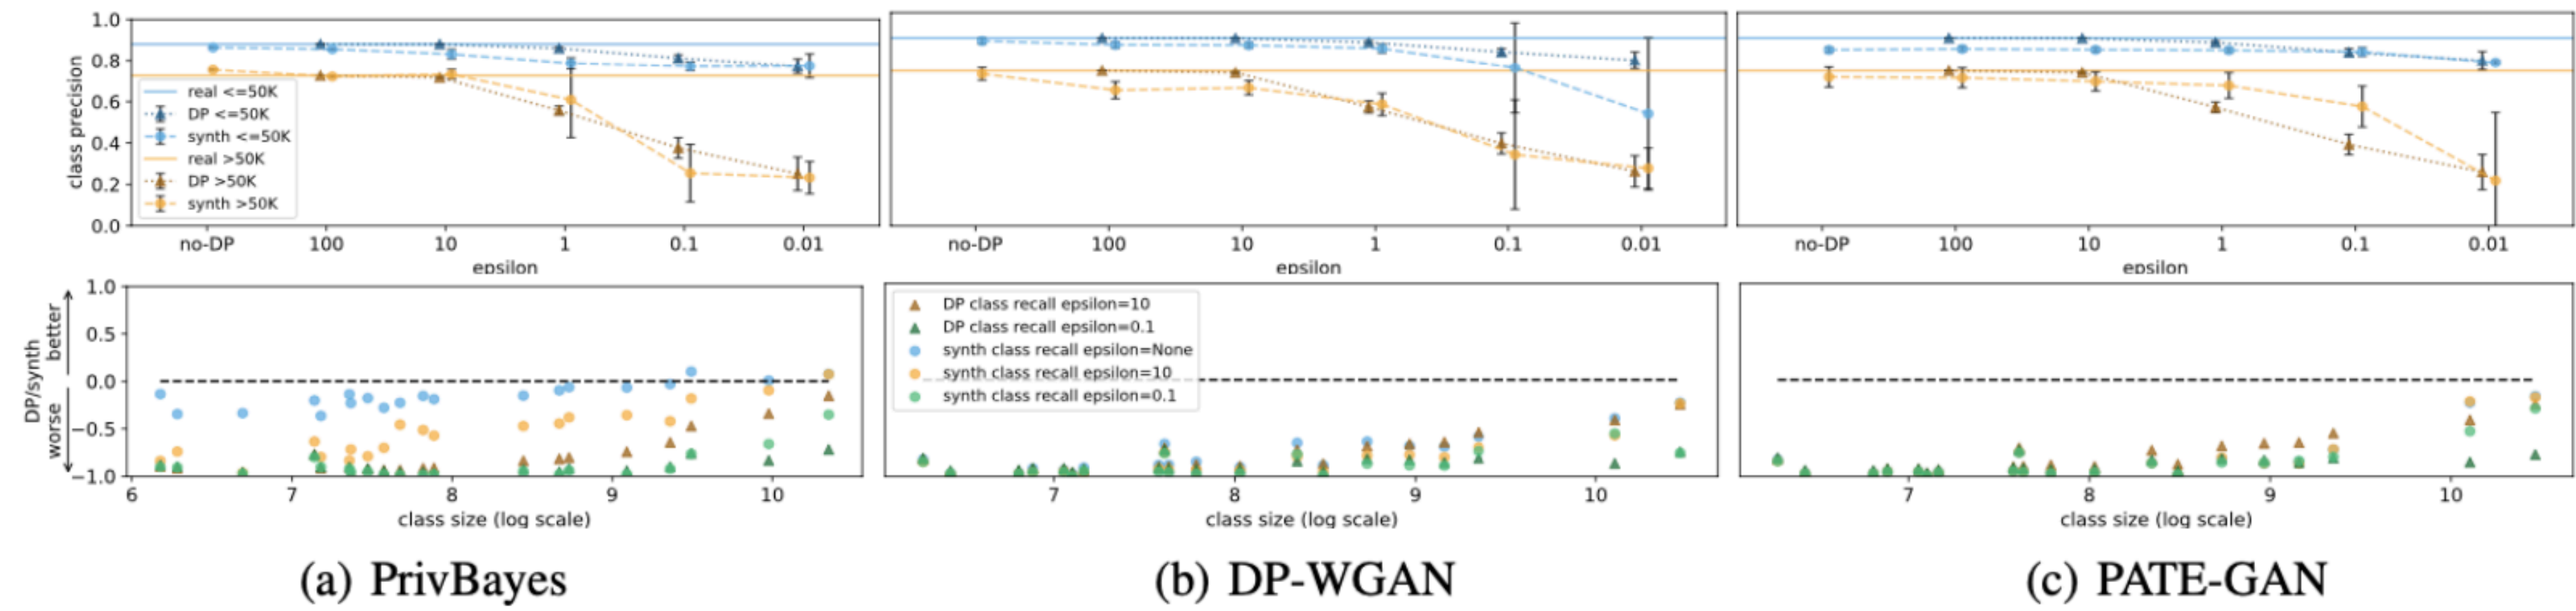 class precision
1.0
0.8
0.6
0.4
0.2
0.0
real <=50K
DP <=50K
synth <=50K
real >50K
DP >50K
synth >50K
no-DP 100 10 1 0.1 0.01
epsilon
no-DP 100 10 1 0.1 0.01
epsilon
no-DP 100 10 1 0.1 0.01
epsilon
DP/synth
worse better
1.0
0.5
0.0
−0.5
−1.0
6 7 8 9 10
class size (log scale)
DP class recall epsilon=10
DP class recall epsilon=0.1
synth class recall epsilon=None
synth class recall epsilon=10
synth class recall epsilon=0.1
7 8 9 10
class size (log scale)
7 8 9 10
class size (log scale)
(a) PrivBayes
(b) DP-WGAN
(c) PATE-GAN